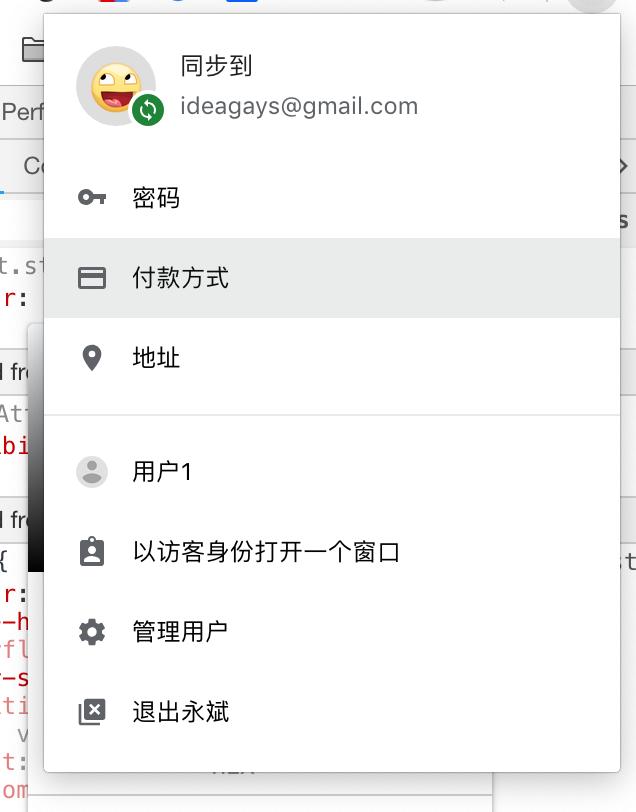 同步到
ideagays@gmail.com
Perf
密码
付款方式
地址
用户1
以访客身份打开一个窗口
管理用户
退出永斌